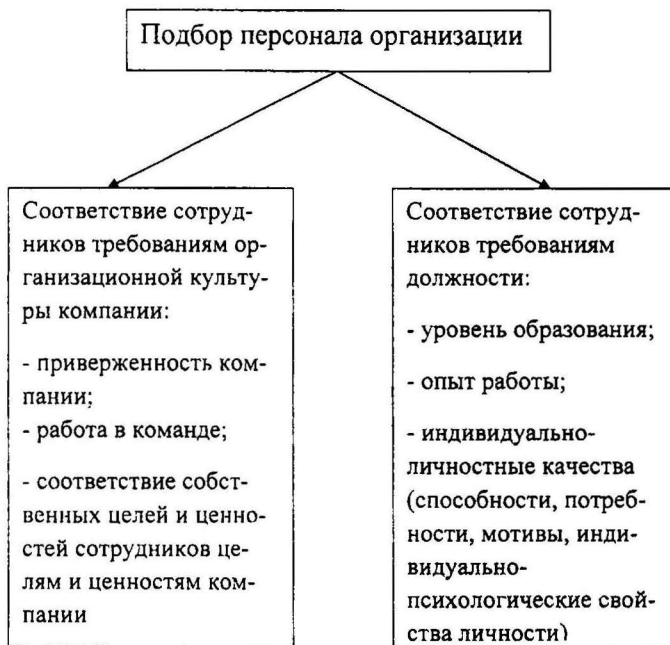 Подбор персонала организации
Соответствие сотруд-
ников требованиям ор-
ганизационной культу-
ры компании:
- приверженность ком-
пании;
- работа в команде;
- соответствие собст-
венных целей и ценно-
стей сотрудников це-
лям и ценностям ком-
пании
Соответствие сотруд-
ников требованиям
должности:
- уровень образования;
- опыт работы;
- индивидуально-
личностные качества
(способности, потреб-
ности, мотивы, инди-
видуально-
психологические свой-
ства личности)